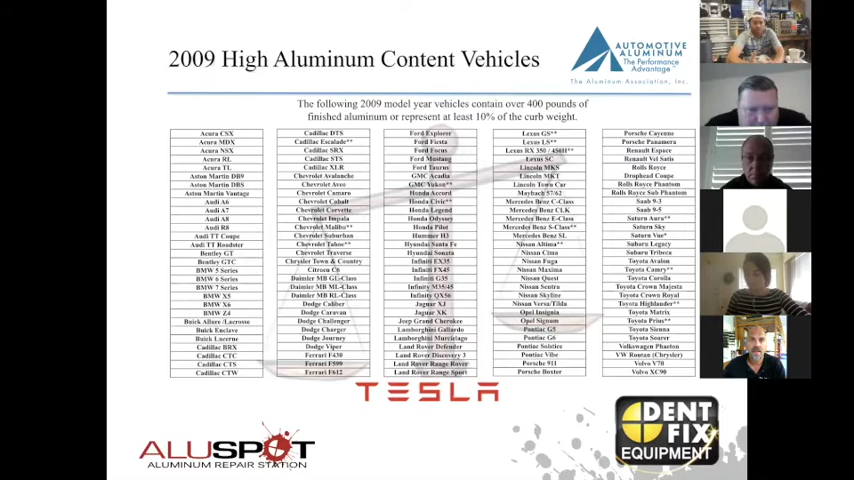 2009 High Aluminum Content Vehicles
AUTOMOTIVE
ALUMINUM
The Performance
Advantage™
The Aluminum Association, Inc.
The following 2009 model year vehicles contain over 400 pounds of
finished aluminum or represent at least 10% of the curb weight.
Acura CSX
Acura MDX
Acura NSX
Acura RL
Acura TL
Aston Martin DB9
Aston Martin DBS
Aston Martin Vantage
Audi A6
Audi A7
Audi A8
Audi R8
Audi TT Coupe
Audi TT Roadster
Bentley GT
Bentley GTC
BMW 5 Series
BMW 6 Series
BMW 7 Series
BMW X5
BMW X6
BMW Z4
Buick Allure /Lacrosse
Buick Enclave
Buick Lucerne
Cadillac BRX
Cadillac CTC
Cadillac CTS
Cadillac CTW
Cadillac DTS
Cadillac Escalade**
Cadillac SRX
Cadillac STS
Cadillac XLR
Chevrolet Avalanche
Chevrolet Aveo
Chevrolet Camaro
Chevrolet Cobalt
Chevrolet Corvette
Chevrolet Impala
Chevrolet Maliba**
Chevrolet Suburban
Chevrolet Tahoe**
Chevrolet Traverse
Chrysler Town & Country
Citroen C6
Daimler MB GL-Class
Daimler MB ML-Class
Daimler MB RL-Class
Dodge Caliber
Dodge Caravan
Dodge Challenger
Dodge Charger
Dodge Journey
Dodge Viper
Ferrari F430
Ferrari F599
Ferrari F612
Ford Explorer
Ford Fiesta
Ford Focus
Ford Mustang
Ford Taurus
GMC Acadia
GMC Yukon**
Honda Accord
Honda Civic**
Honda Legend
Honda Odyssey
Honda Pilot
Hummer H3
Hyundai Santa Fe
Hyundai Sonata
Infiniti EX35
Infiniti FX45
Infiniti G35
Infinity M35/45
Infinity QX56
Jaguar XJ
Jaguar XK
Jeep Grand Cherokee
Lamborghini Gallardo
Lamborghini Murcielago
Land Rover Defender
Land Rover Discovery 3
Land Rover Range Rover
Land Rover Range Sport
Lexus GS**
Lexus LS**
Lexus RX 350 / 450H**
Lexus SC
Lincoln MKS
Lincoln MKT
Lincoln Town Car
Maybach 57/62
Mercedes Benz C-Class
Mercedes Benz CLK
Mercedes Benz E-Class
Mercedes Benz S-Class**
Mercedes Benz SL
Nissan Altima**
Nissan Cima
Nissan Fuga
Nissan Maxima
Nissan Quest
Nissan Sentra
Nissan Skyline
Nissan Versa/Tilda
Opel Insignia
Opel Signum
Pontiac G5
Pontiac G6
Pontiac Solstice
Pontiac Vibe
Porsche 911
Porsche Boxter
Porsche Cayenne
Porsche Panamera
Renault Espace
Renault Vel Satis
Rolls Royce
Drophead Coupe
Rolls Royce Phantom
Rolls Royce Sub Phantom
Saab 9-3
Saab 9-5
Saturn Aura**
Saturn Sky
Saturn Vue*
Subaru Legacy
Subaru Tribeca
Toyota Avalon
Toyota Camry**
Toyota Corolla
Toyota Crown Majesta
Toyota Crown Royal
Toyota Highlander**
Toyota Matrix
Toyota Prius**
Toyota Sienna
Toyota Sourer
Volkswagen Phaeton
VW Routan (Chrysler)
Volvo V70
Volvo XC90
TESLA
ALUSPOT
ALUMINUM REPAIR STATION
DENT
FIX
EQUIPMENT